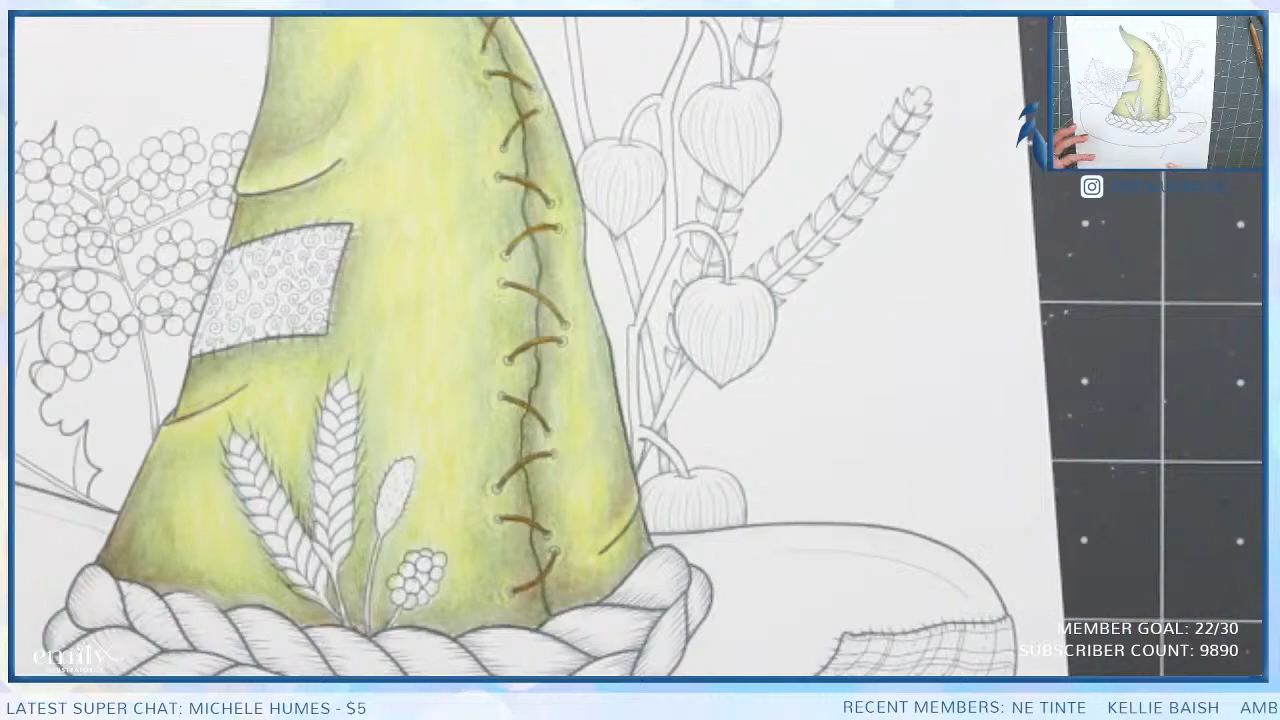 MEMBER GOAL: 22/30
SUBSCRIBER COUNT: 9890
emily
LATEST SUPER CHAT: MICHELE HUMES - $5
RECENT MEMBERS: NE TINTE KELLIE BAISH AMB